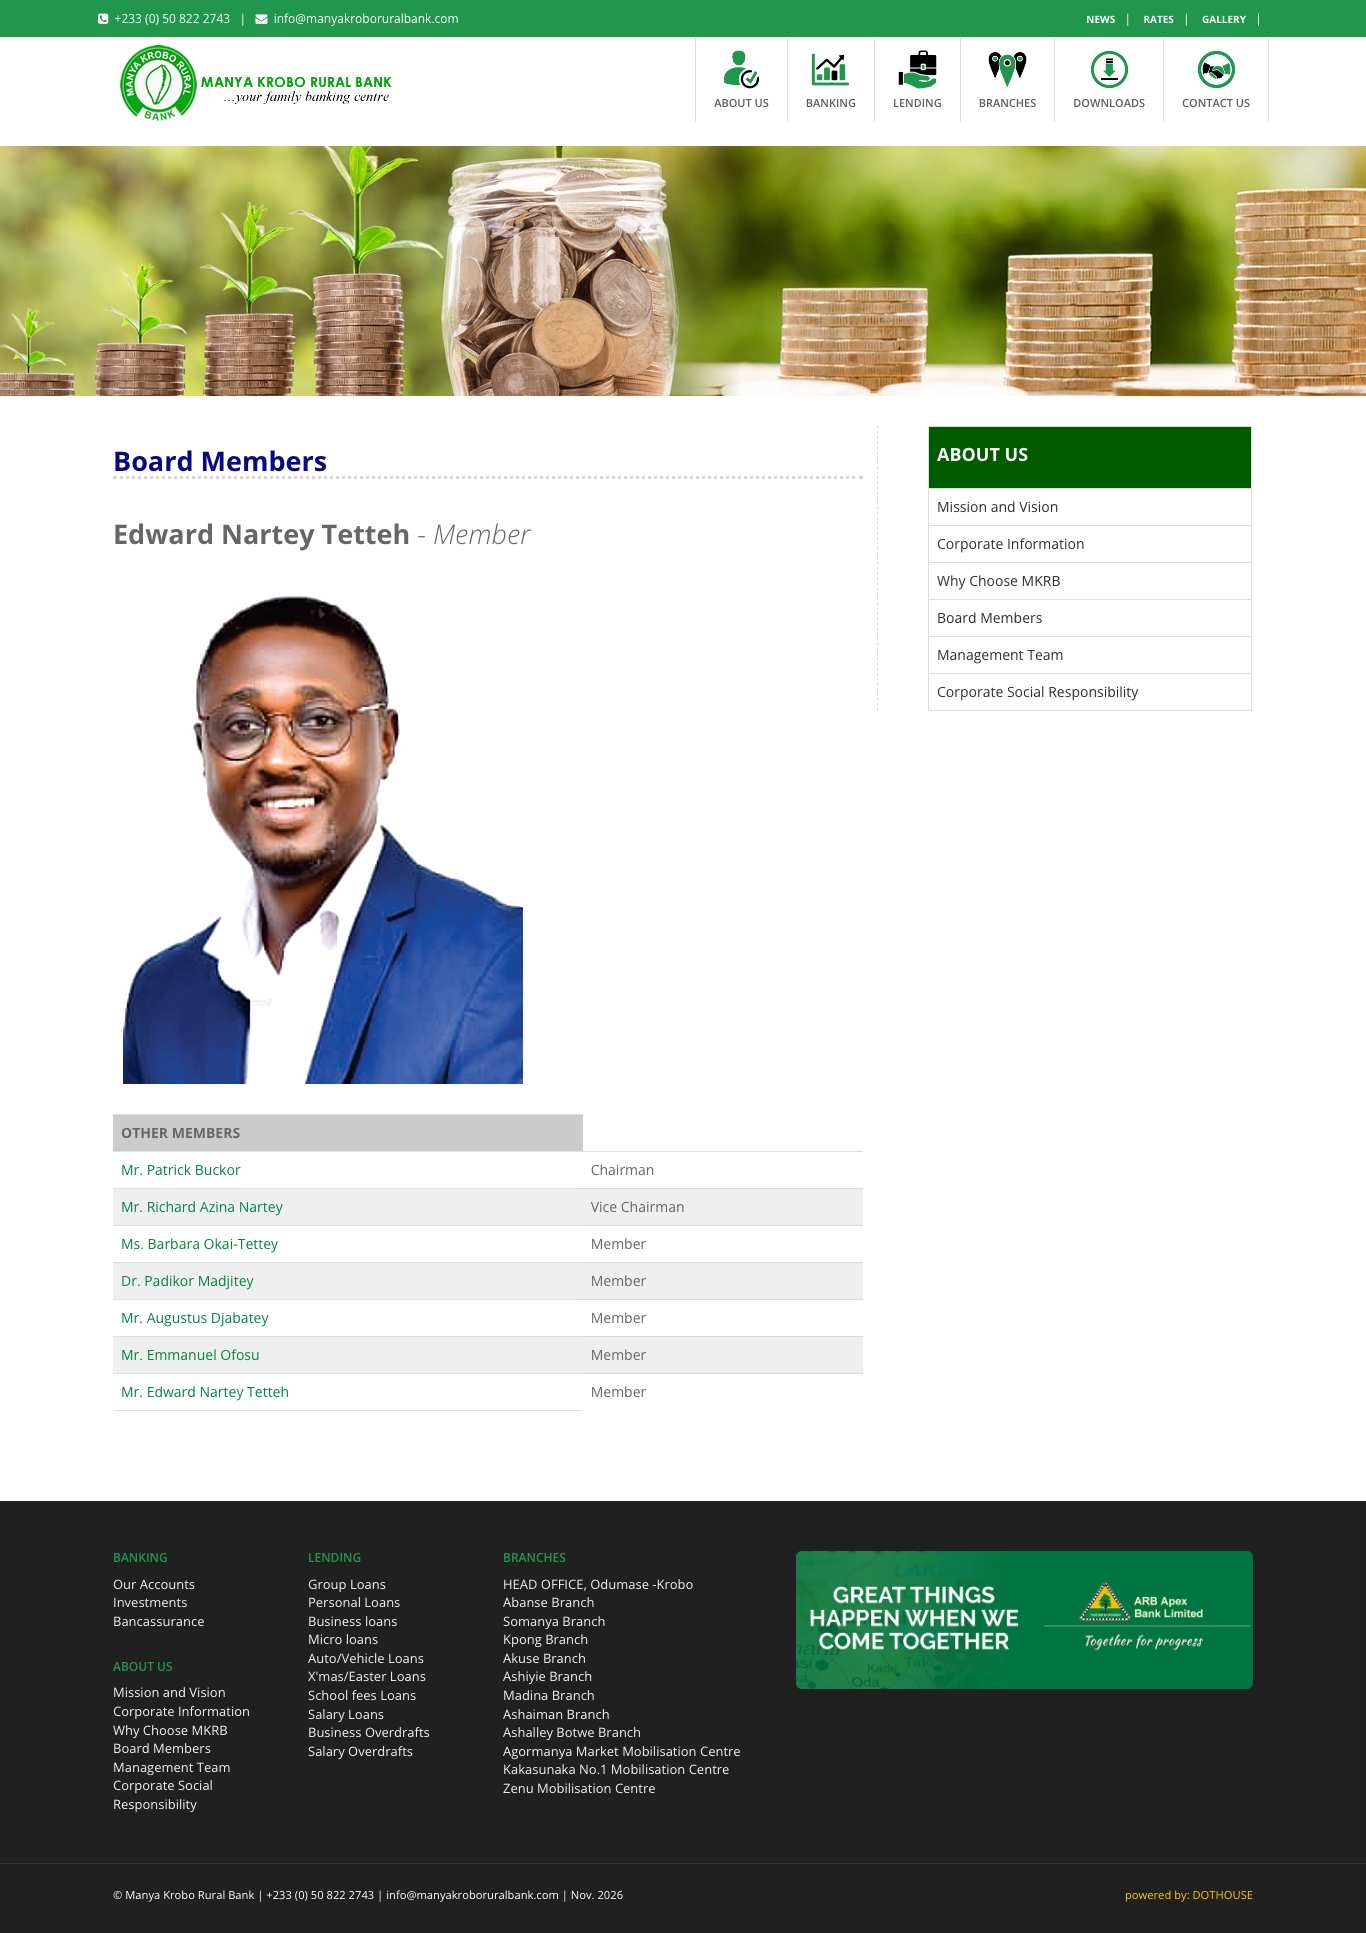 +233 (0) 50 822 2743 | info@manyakroboruralbank.com
NEWS | RATES | GALLERY |
MANYA KROBO RURAL BANK
MANYA KROBO RURAL BANK
...your family banking centre
ABOUT US
BANKING
LENDING
BRANCHES
DOWNLOADS
CONTACT US
Board Members
Edward Nartey Tetteh - Member
ABOUT US
Mission and Vision
Corporate Information
Why Choose MKRB
Board Members
Management Team
Corporate Social Responsibility
OTHER MEMBERS
Mr. Patrick Buckor Chairman
Mr. Richard Azina Nartey Vice Chairman
Ms. Barbara Okai-Tettey Member
Dr. Padikor Madjitey Member
Mr. Augustus Djabatey Member
Mr. Emmanuel Ofosu Member
Mr. Edward Nartey Tetteh Member
BANKING
Our Accounts
Investments
Bancassurance
ABOUT US
Mission and Vision
Corporate Information
Why Choose MKRB
Board Members
Management Team
Corporate Social
Responsibility
LENDING
Group Loans
Personal Loans
Business loans
Micro loans
Auto/Vehicle Loans
X'mas/Easter Loans
School fees Loans
Salary Loans
Business Overdrafts
Salary Overdrafts
BRANCHES
HEAD OFFICE, Odumase -Krobo
Abanse Branch
Somanya Branch
Kpong Branch
Akuse Branch
Ashiyie Branch
Madina Branch
Ashaiman Branch
Ashalley Botwe Branch
Agormanya Market Mobilisation Centre
Kakasunaka No.1 Mobilisation Centre
Zenu Mobilisation Centre
GREAT THINGS
HAPPEN WHEN WE
COME TOGETHER
ARB Apex
Bank Limited
Together for progress
Oda
© Manya Krobo Rural Bank | +233 (0) 50 822 2743 | info@manyakroboruralbank.com | Nov. 2026
powered by: DOTHOUSE